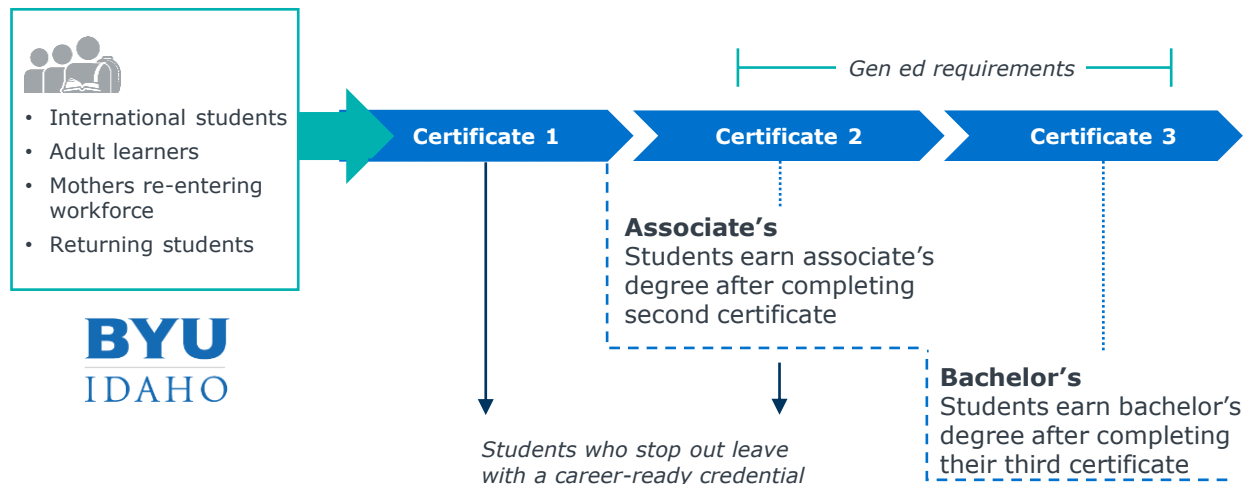 Gen ed requirements
• International students
• Adult learners
• Mothers re-entering
workforce
• Returning students
Certificate 1
Certificate 2
Certificate 3
Associate’s
Students earn associate’s
degree after completing
second certificate
BYU
IDAHO
Bachelor’s
Students earn bachelor’s
degree after completing
their third certificate
Students who stop out leave
with a career-ready credential